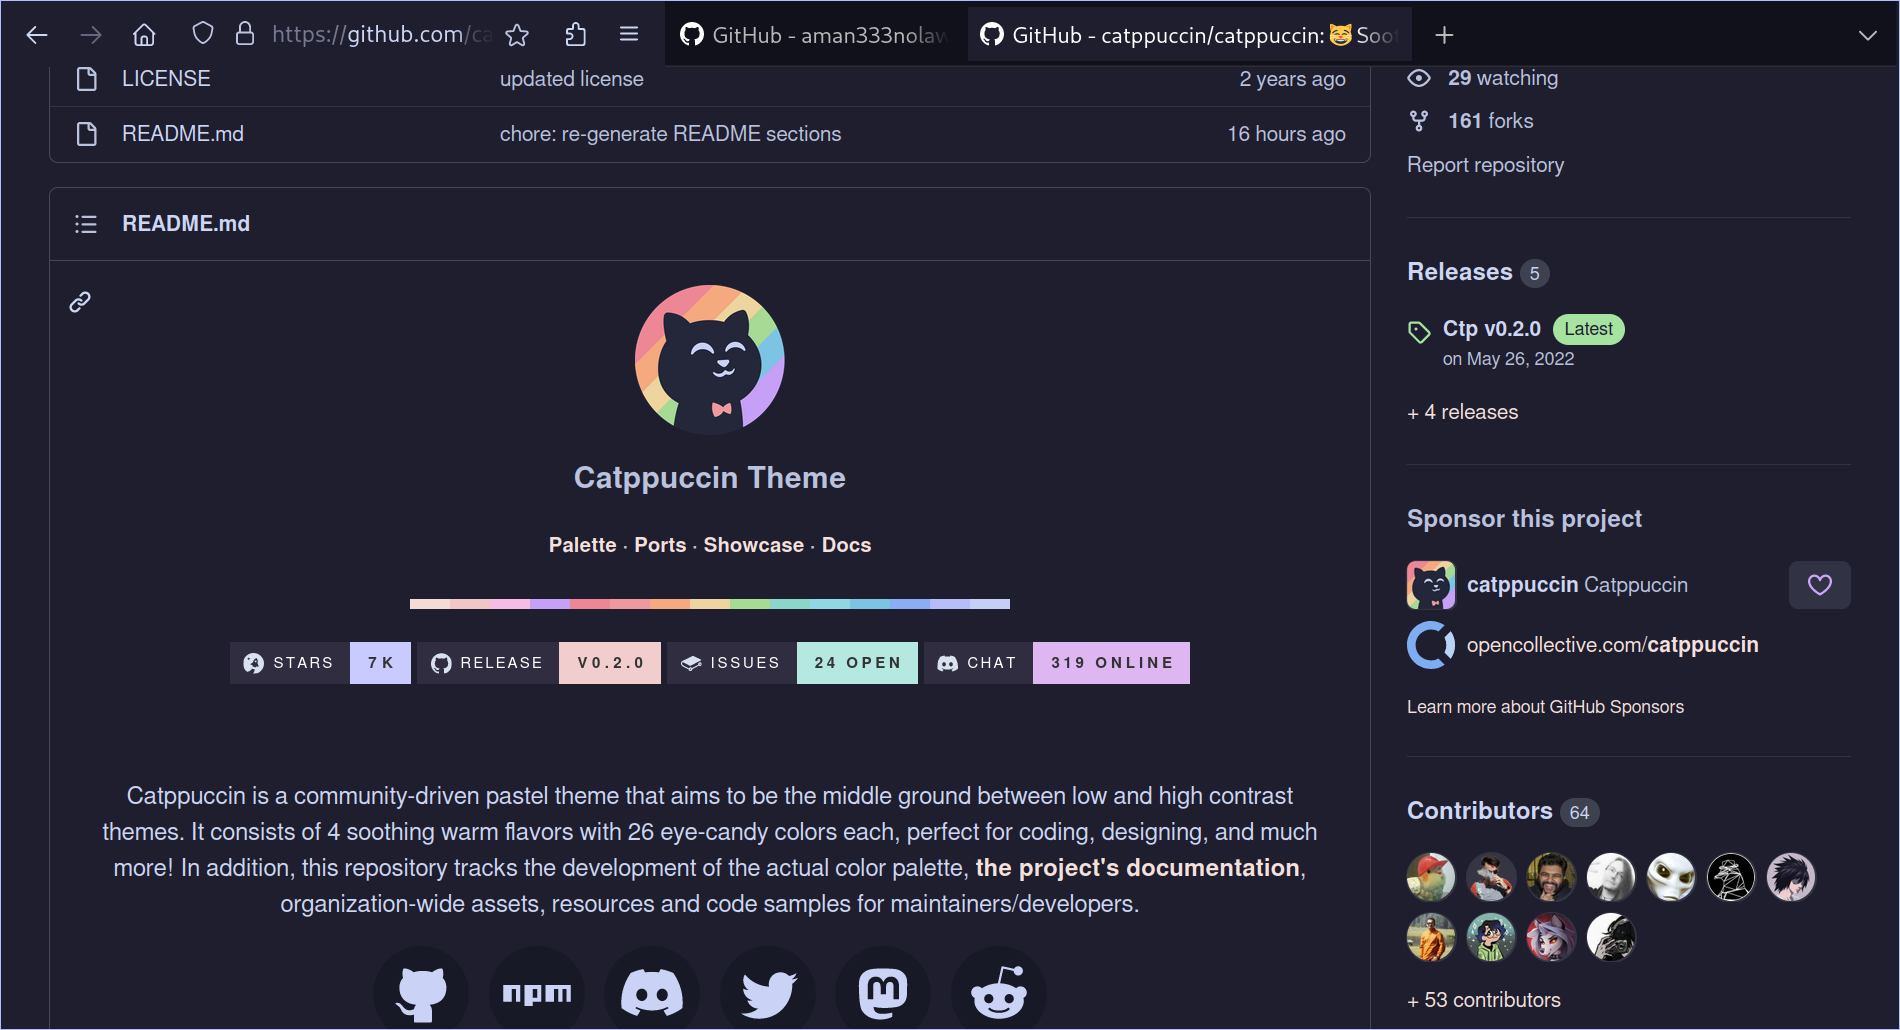 https://github.com/ca
GitHub - aman333nolaw
GitHub - catppuccin/catppuccin: 😸 Soot
LICENSE updated license 2 years ago
README.md chore: re-generate README sections 16 hours ago
README.md
Catppuccin Theme
Palette · Ports · Showcase · Docs
STARS 7K RELEASE V0.2.0 ISSUES 24 OPEN CHAT 319 ONLINE
Catppuccin is a community-driven pastel theme that aims to be the middle ground between low and high contrast
themes. It consists of 4 soothing warm flavors with 26 eye-candy colors each, perfect for coding, designing, and much
more! In addition, this repository tracks the development of the actual color palette, the project's documentation,
organization-wide assets, resources and code samples for maintainers/developers.
npm
29 watching
161 forks
Report repository
Releases 5
Ctp v0.2.0 Latest
on May 26, 2022
+ 4 releases
Sponsor this project
catppuccin Catppuccin
opencollective.com/catppuccin
Learn more about GitHub Sponsors
Contributors 64
+ 53 contributors